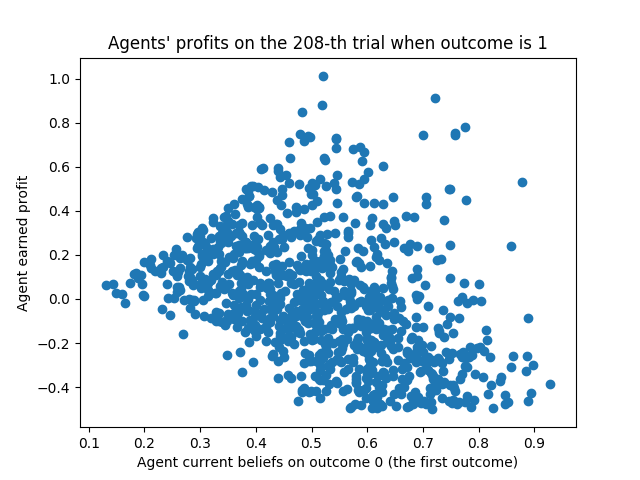 Agents' profits on the 208-th trial when outcome is 1
1.0
0.8
0.6
0.4
0.2
0.0
−0.2
−0.4
Agent earned profit
0.1 0.2 0.3 0.4 0.5 0.6 0.7 0.8 0.9
Agent current beliefs on outcome 0 (the first outcome)